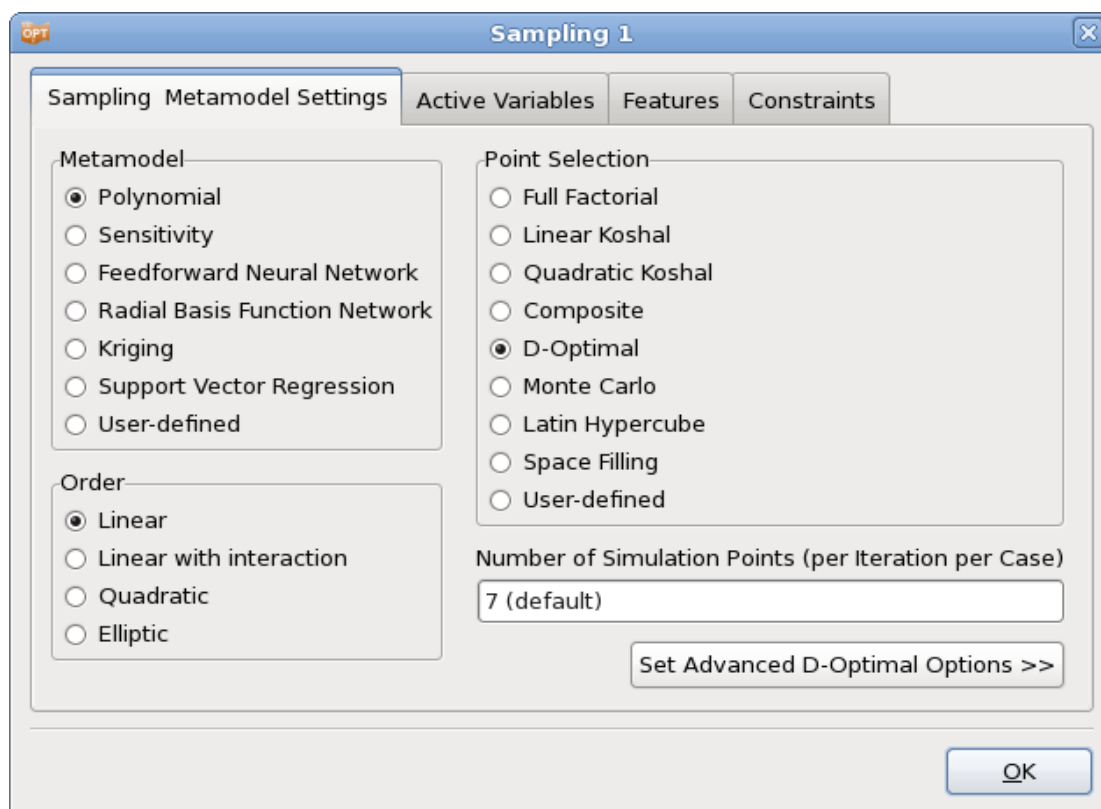 OPT
Sampling 1
Sampling Metamodel Settings
Active Variables
Features
Constraints
Metamodel
Polynomial
Sensitivity
Feedforward Neural Network
Radial Basis Function Network
Kriging
Support Vector Regression
User-defined
Order
Linear
Linear with interaction
Quadratic
Elliptic
Point Selection
Full Factorial
Linear Koshal
Quadratic Koshal
Composite
D-Optimal
Monte Carlo
Latin Hypercube
Space Filling
User-defined
Number of Simulation Points (per Iteration per Case)
7 (default)
Set Advanced D-Optimal Options >>
OK